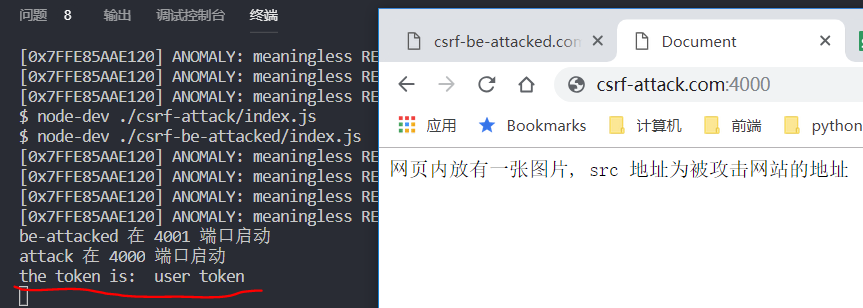 问题 8 输出 调试控制台 终端
[0x7FFE85AAE120] ANOMALY: meaningless RE
[0x7FFE85AAE120] ANOMALY: meaningless RE
[0x7FFE85AAE120] ANOMALY: meaningless RE
$ node-dev ./csrf-attack/index.js
$ node-dev ./csrf-be-attacked/index.js
[0x7FFE85AAE120] ANOMALY: meaningless RE
[0x7FFE85AAE120] ANOMALY: meaningless RE
[0x7FFE85AAE120] ANOMALY: meaningless RE
[0x7FFE85AAE120] ANOMALY: meaningless RE
be-attacked 在 4001 端口启动
attack 在 4000 端口启动
the token is: user token
csrf-be-attacked.com Document
csrf-attack.com:4000
应用 Bookmarks 计算机 前端 python
网页内放有一张图片, src 地址为被攻击网站的地址